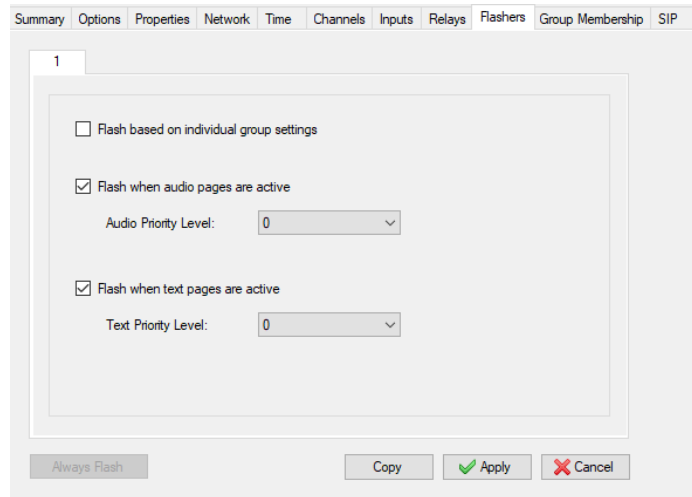 Summary Options Properties Network Time Channels Inputs Relays Flashers Group Membership SIP
1
Flash based on individual group settings
Flash when audio pages are active
Audio Priority Level: 0
Flash when text pages are active
Text Priority Level: 0
Always Flash Copy Apply Cancel